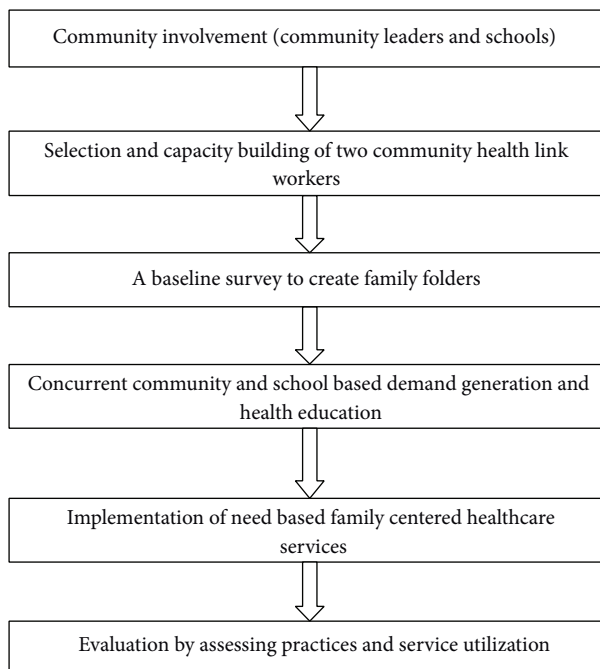 Community involvement (community leaders and schools)
Selection and capacity building of two community health link
workers
A baseline survey to create family folders
Concurrent community and school based demand generation and
health education
Implementation of need based family centered healthcare
services
Evaluation by assessing practices and service utilization